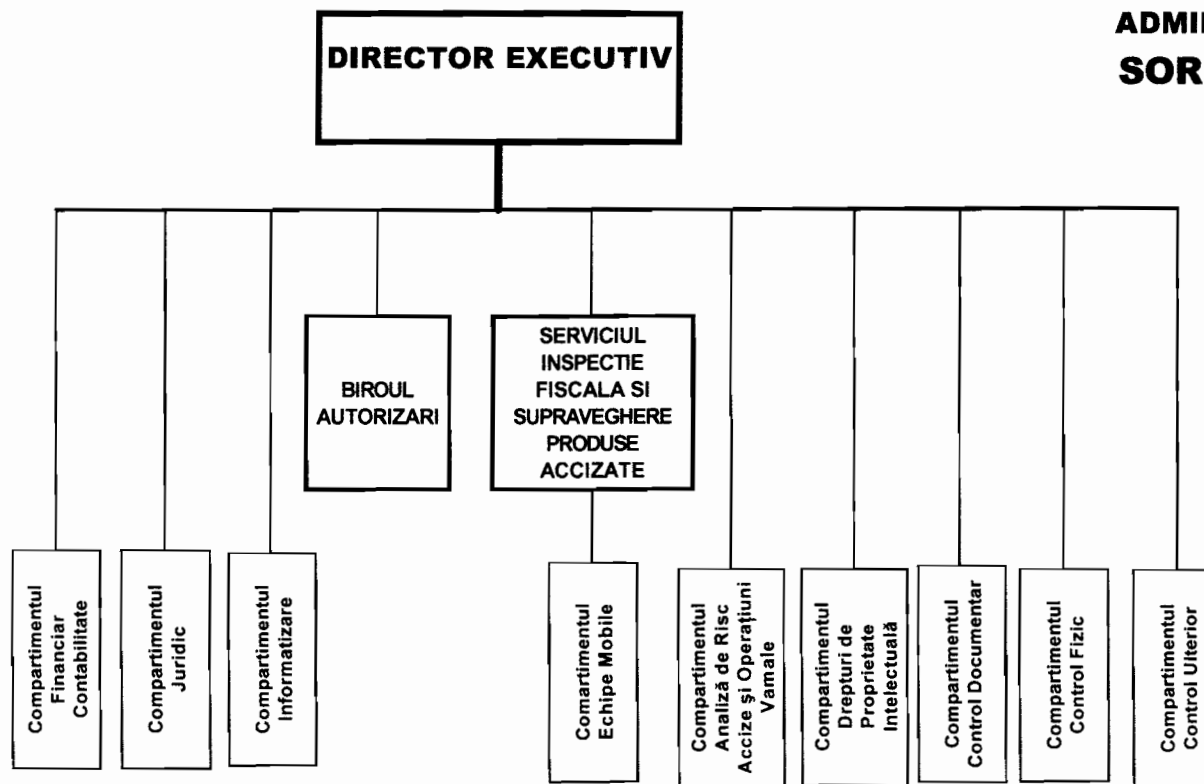 ADMI
SOR
DIRECTOR EXECUTIV
BIROUL
AUTORIZARI
SERVICIUL
INSPECTIE
FISCALA SI
SUPRAVEGHERE
PRODUSE
ACCIZATE
Compartimentul
Financiar
Contabilitate
Compartimentul
Juridic
Compartimentul
Informatizare
Comartimentul
Echipe Mobile
Compartimentul
Analiză de Risc
Accize și Operațiuni
Vamale
Compartimentul
Drepturi de
Proprietate
Intelectuală
Compartimentul
Control Documentar
Compartimentul
Control Fizic
Compartimentul
Control Ulterior